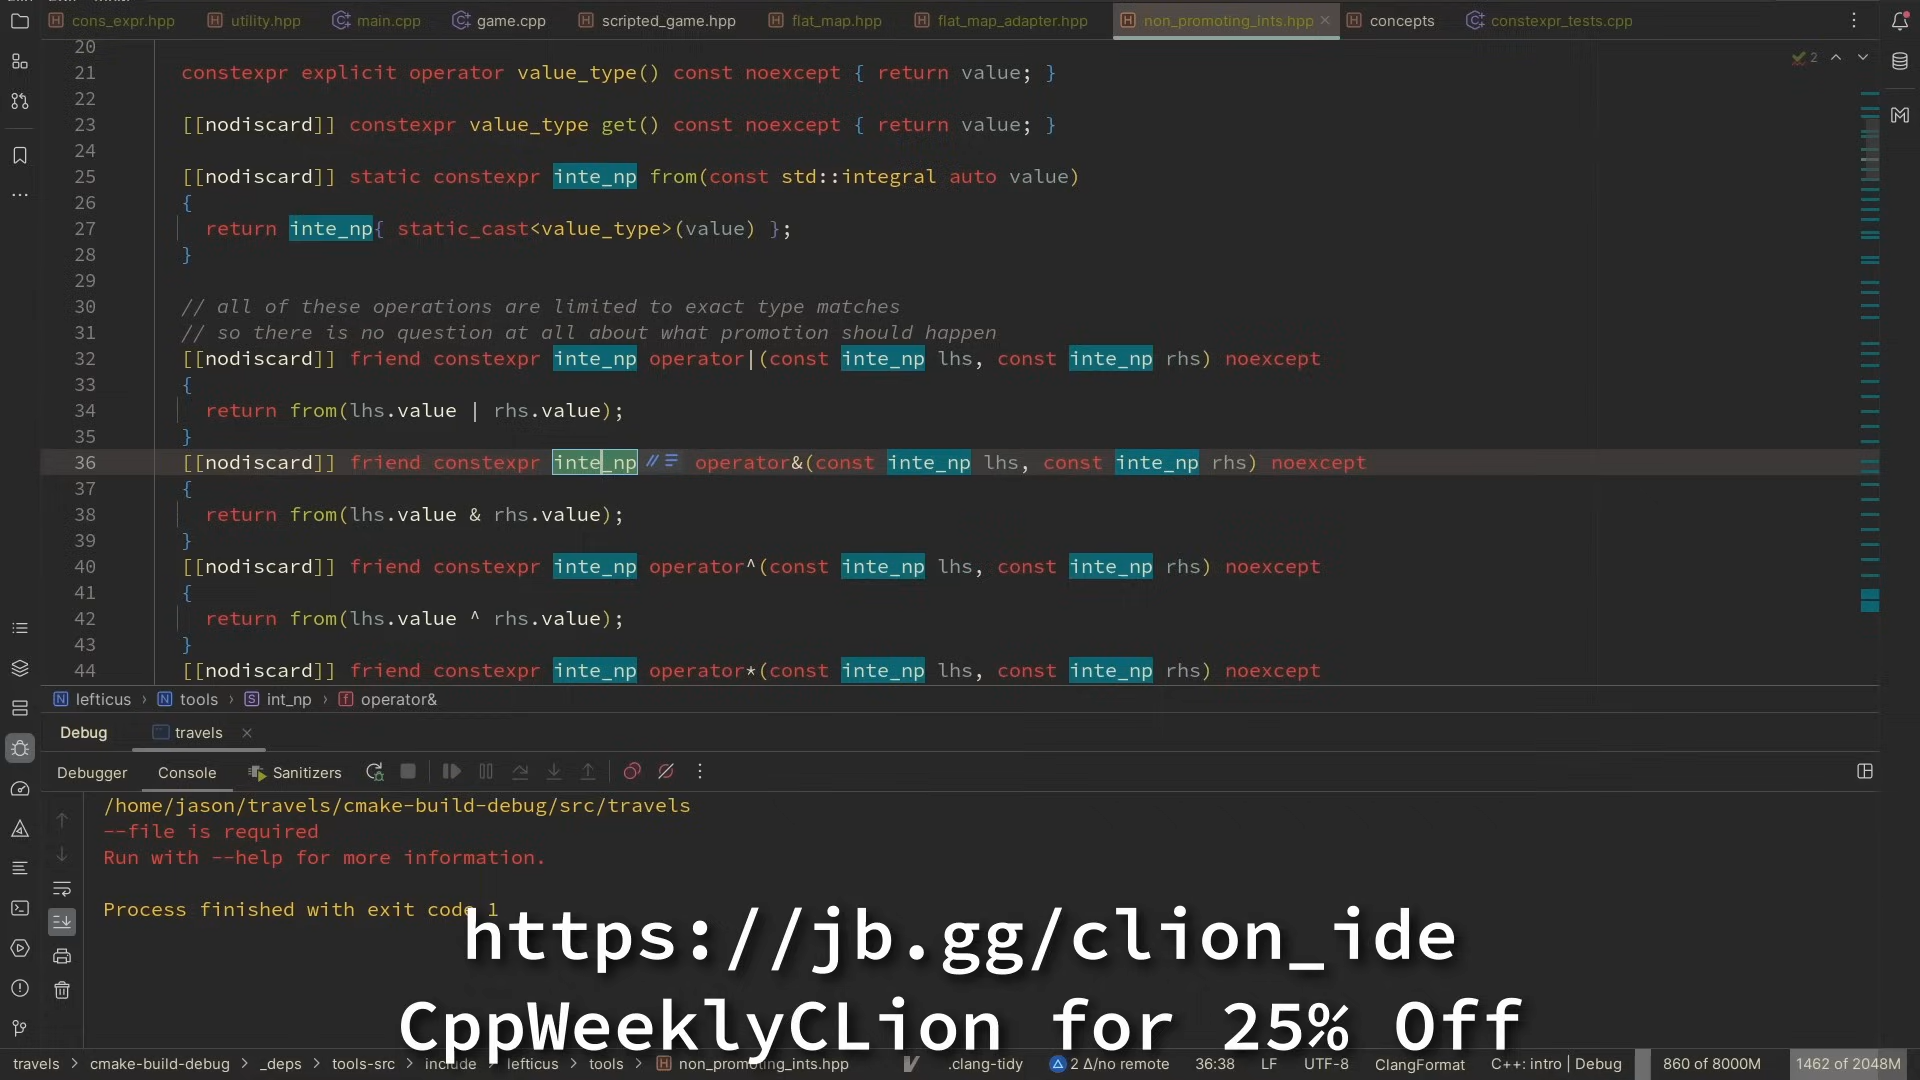 cons_expr.hpp utility.hpp main.cpp game.cpp scripted_game.hpp flat_map.hpp flat_map_adapter.hpp non_promoting_ints.hpp concepts constexpr_tests.cpp
20
21 constexpr explicit operator value_type() const noexcept { return value; }
2
22
23 [[nodiscard]] constexpr value_type get() const noexcept { return value; }
24
25 [[nodiscard]] static constexpr inte_np from(const std::integral auto value)
26 {
27 return inte_np{ static_cast<value_type>(value) };
28 }
29
30 // all of these operations are limited to exact type matches
31 // so there is no question at all about what promotion should happen
32 [[nodiscard]] friend constexpr inte_np operator|(const inte_np lhs, const inte_np rhs) noexcept
33 {
34 return from(lhs.value | rhs.value);
35 }
36 [[nodiscard]] friend constexpr inte_np operator&(const inte_np lhs, const inte_np rhs) noexcept
37 {
38 return from(lhs.value & rhs.value);
39 }
40 [[nodiscard]] friend constexpr inte_np operator^(const inte_np lhs, const inte_np rhs) noexcept
41 {
42 return from(lhs.value ^ rhs.value);
43 }
44 [[nodiscard]] friend constexpr inte_np operator*(const inte_np lhs, const inte_np rhs) noexcept
lefticus › tools › int_np › operator&
Debug travels
Debugger Console Sanitizers
/home/jason/travels/cmake-build-debug/src/travels
--file is required
Run with --help for more information.
Process finished with exit code 1
https://jb.gg/clion_ide
CppWeeklyCLion for 25% Off
travels > cmake-build-debug > _deps > tools-src > include > lefticus > tools > non_promoting_ints.hpp .clang-tidy 2 Δ/no remote 36:38 LF UTF-8 ClangFormat C++: intro | Debug 860 of 8000M 1462 of 2048M